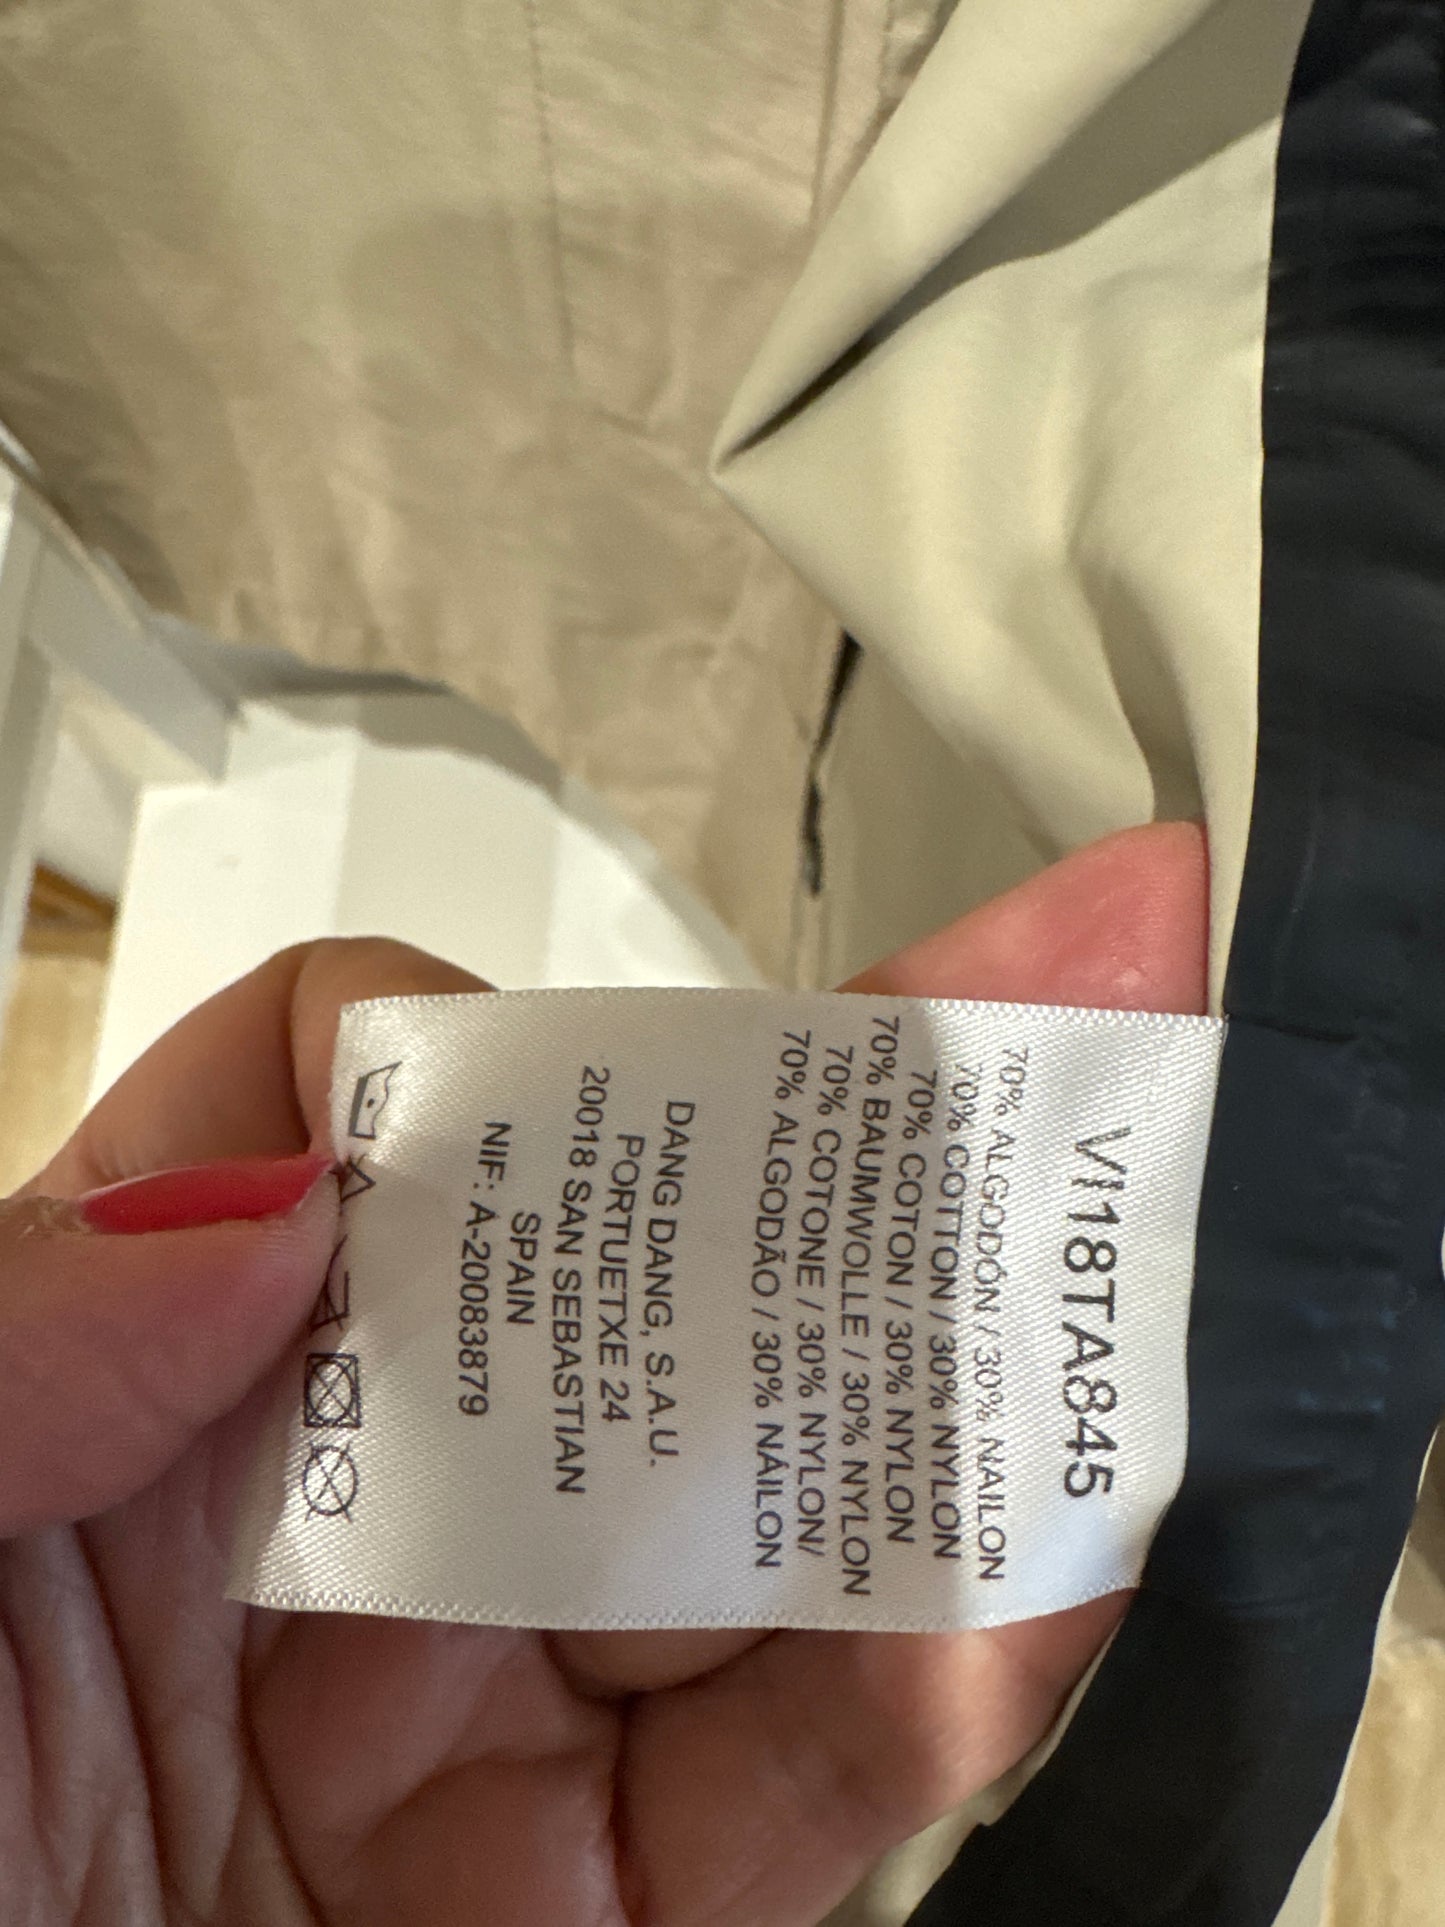 VI18TA845
70% ALGODÓN / 30% NAILON
70% COTTON / 30% NYLON
70% COTON / 30% NYLON
70% BAUMWOLLE / 30% NYLON
70% COTONE / 30% NYLON/
70% ALGODÃO / 30% NÁILON
DANG DANG, S.A.U.
PORTUETXE 24
20018 SAN SEBASTIAN
SPAIN
NIF: A-20083879